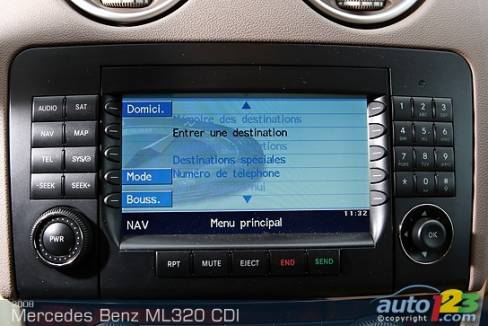 Domici.
Mémoire des destinations
Entrer une destination
Destinations spéciales
Mode
Numéro de téléphone
Bouss.
11:32
NAV
Menu principal
AUDIO
SAT
NAV
MAP
TEL
SYS
-SEEK
SEEK+
PWR
1 2 3
4 5 6
7 8 9
* 0 #
OK
RPT
MUTE
EJECT
END
SEND
2008
Mercedes Benz ML320 CDI
auto123
©copyright .com